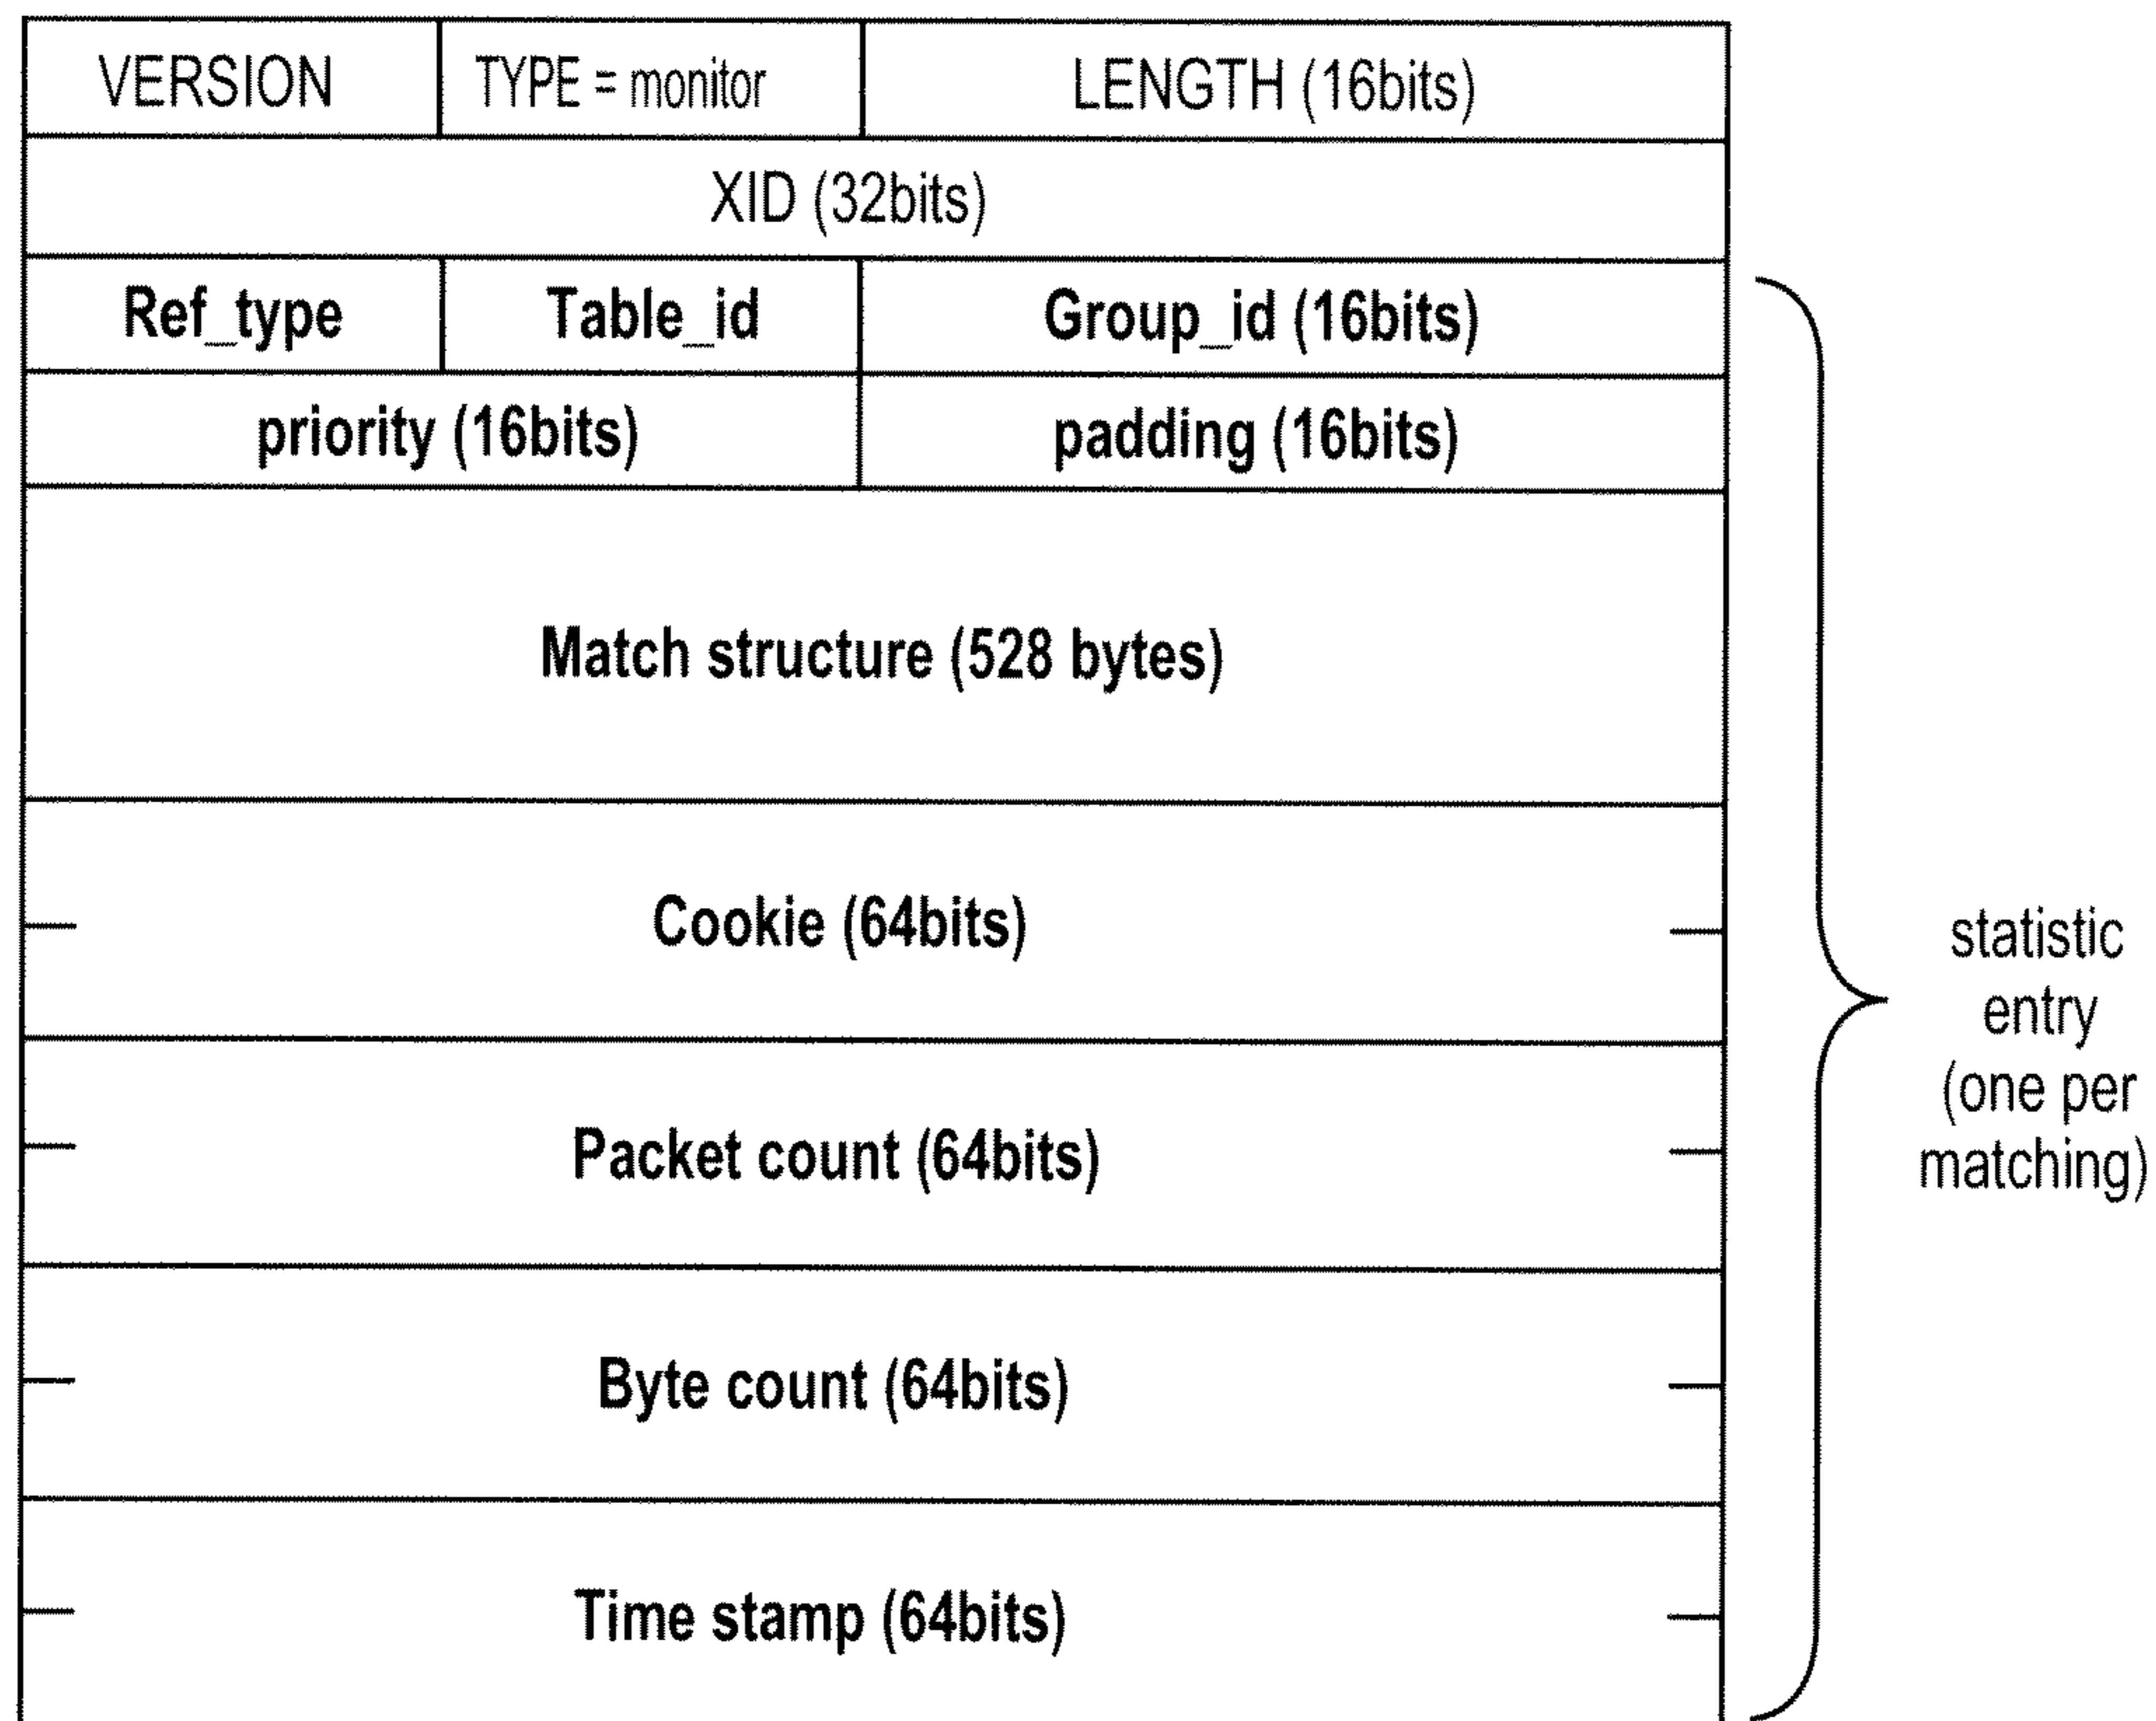 VERSION TYPE = monitor LENGTH (16bits)
XID (32bits)
Ref_type Table_id Group_id (16bits)
priority (16bits) padding (16bits)
Match structure (528 bytes)
Cookie (64bits)
Packet count (64bits)
Byte count (64bits)
Time stamp (64bits)
statistic
entry
(one per
matching)